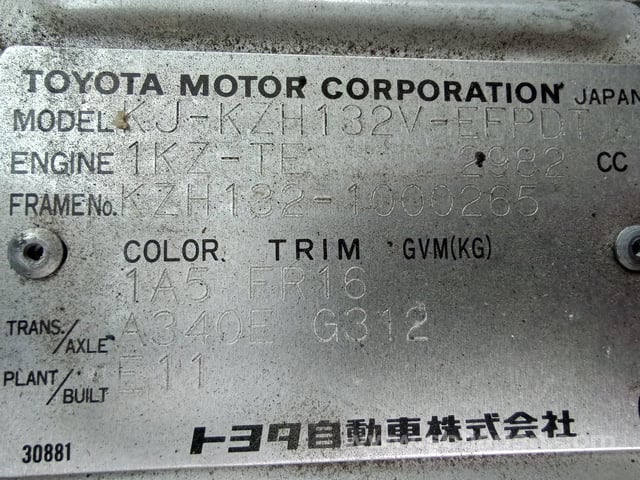 TOYOTA MOTOR CORPORATION JAPAN
MODEL KJ-KZH132V-EFPDT
ENGINE 1KZ-TE 2982 CC
FRAME No. KZH132-1000265
COLOR TRIM GVM(KG)
1A5 FR16
TRANS./AXLE A340E G312
PLANT/BUILT E11
トヨタ自動車株式会社
30881